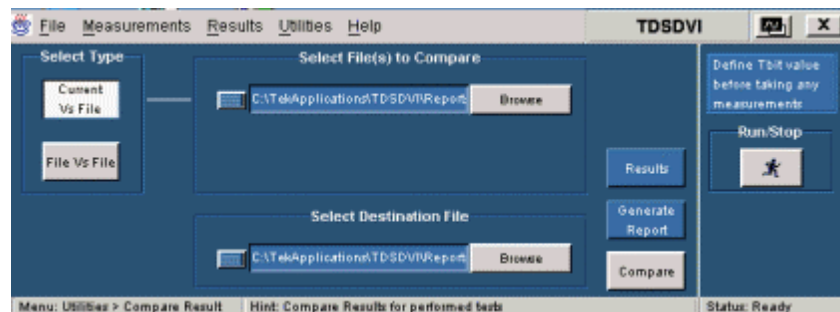 File Measurements Results Utilities Help TDSDVI X
Select Type
Current
Vs File
File Vs File
Select File(s) to Compare
C:\TekApplications\TDSDVI\Report
Browse
Select Destination File
C:\TekApplications\TDSDVI\Report
Browse
Results
Generate
Report
Compare
Define Tbit value
before taking any
measurements
Run/Stop
Menu: Utilities > Compare Result Hint: Compare Results for performed tests Status: Ready